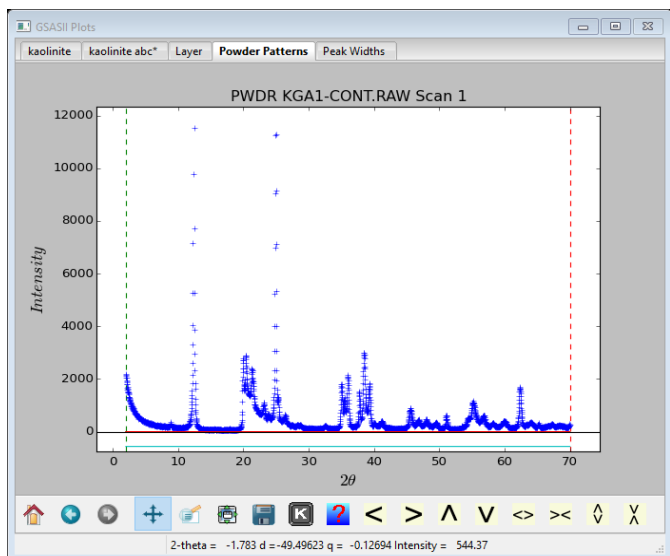 GSASII Plots
kaolinite kaolinite abc* Layer Powder Patterns Peak Widths
PWDR KGA1-CONT.RAW Scan 1
12000
10000
8000
6000
4000
2000
0
Intensity
0 10 20 30 40 50 60 70
2θ
K ? < > Λ V <> ><
2-theta = -1.783 d =-49.49623 q = -0.12694 Intensity = 544.37